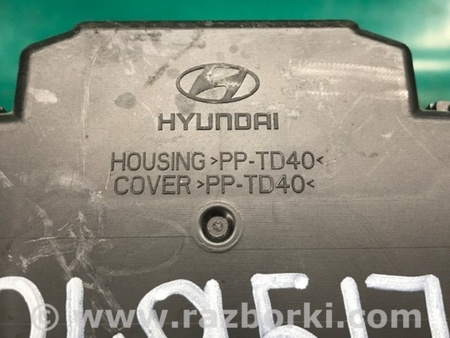 HYUNDAI
HOUSING >PP-TD40<
COVER >PP-TD40<
© www.razborki.com